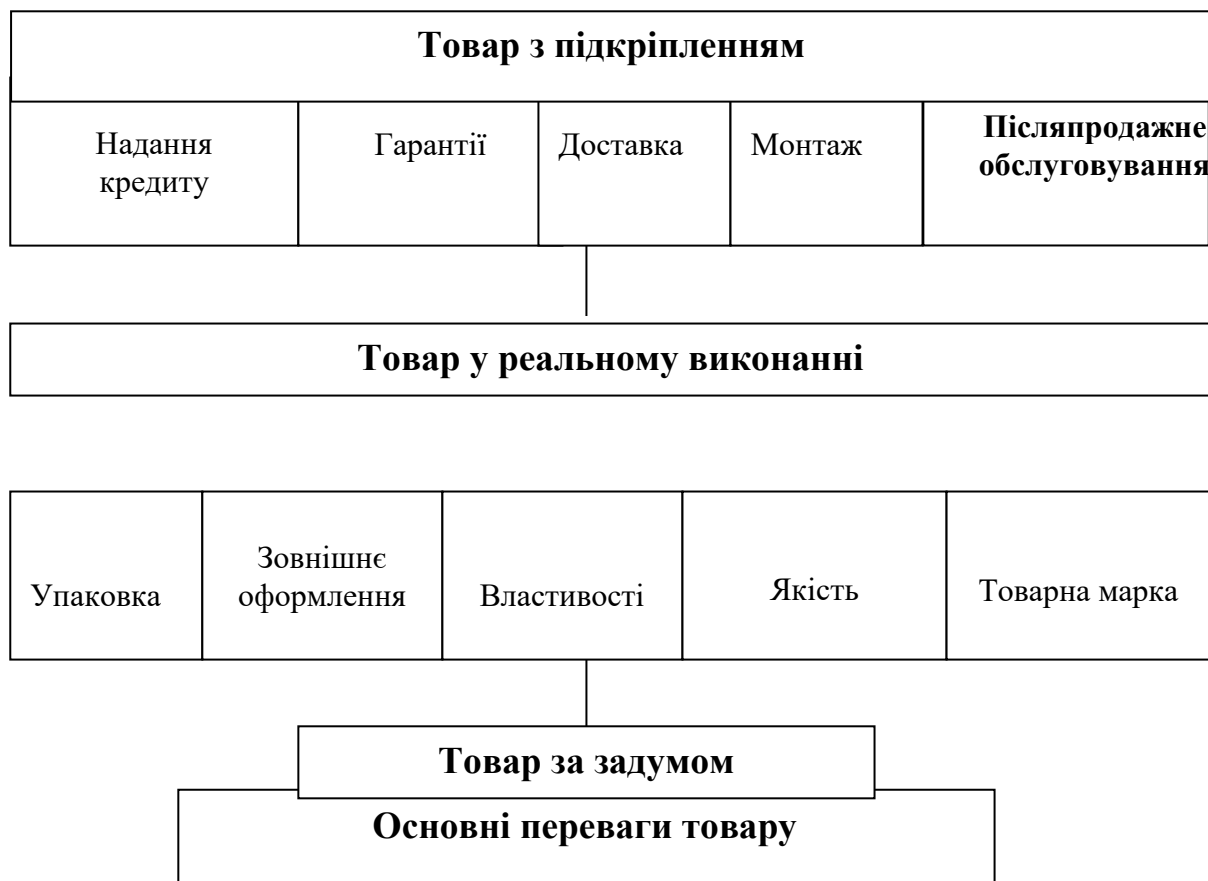 Товар з підкріпленням
Надання
кредиту
Гарантії
Доставка
Монтаж
Післяпродажне
обслуговування
Товар у реальному виконанні
Упаковка
Зовнішнє
оформлення
Властивості
Якість
Товарна марка
Товар за задумом
Основні переваги товару